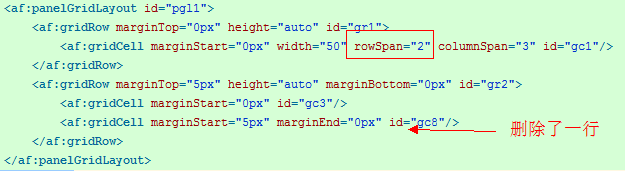 <af:panelGridLayout id="pgl1">
<af:gridRow marginTop="0px" height="auto" id="gr1">
<af:gridCell marginStart="0px" width="50" rowSpan="2" columnSpan="3" id="gc1"/>
</af:gridRow>
<af:gridRow marginTop="5px" height="auto" marginBottom="0px" id="gr2">
<af:gridCell marginStart="0px" id="gc3"/>
<af:gridCell marginStart="5px" marginEnd="0px" id="gc8"/>
删除了一行
</af:gridRow>
</af:panelGridLayout>